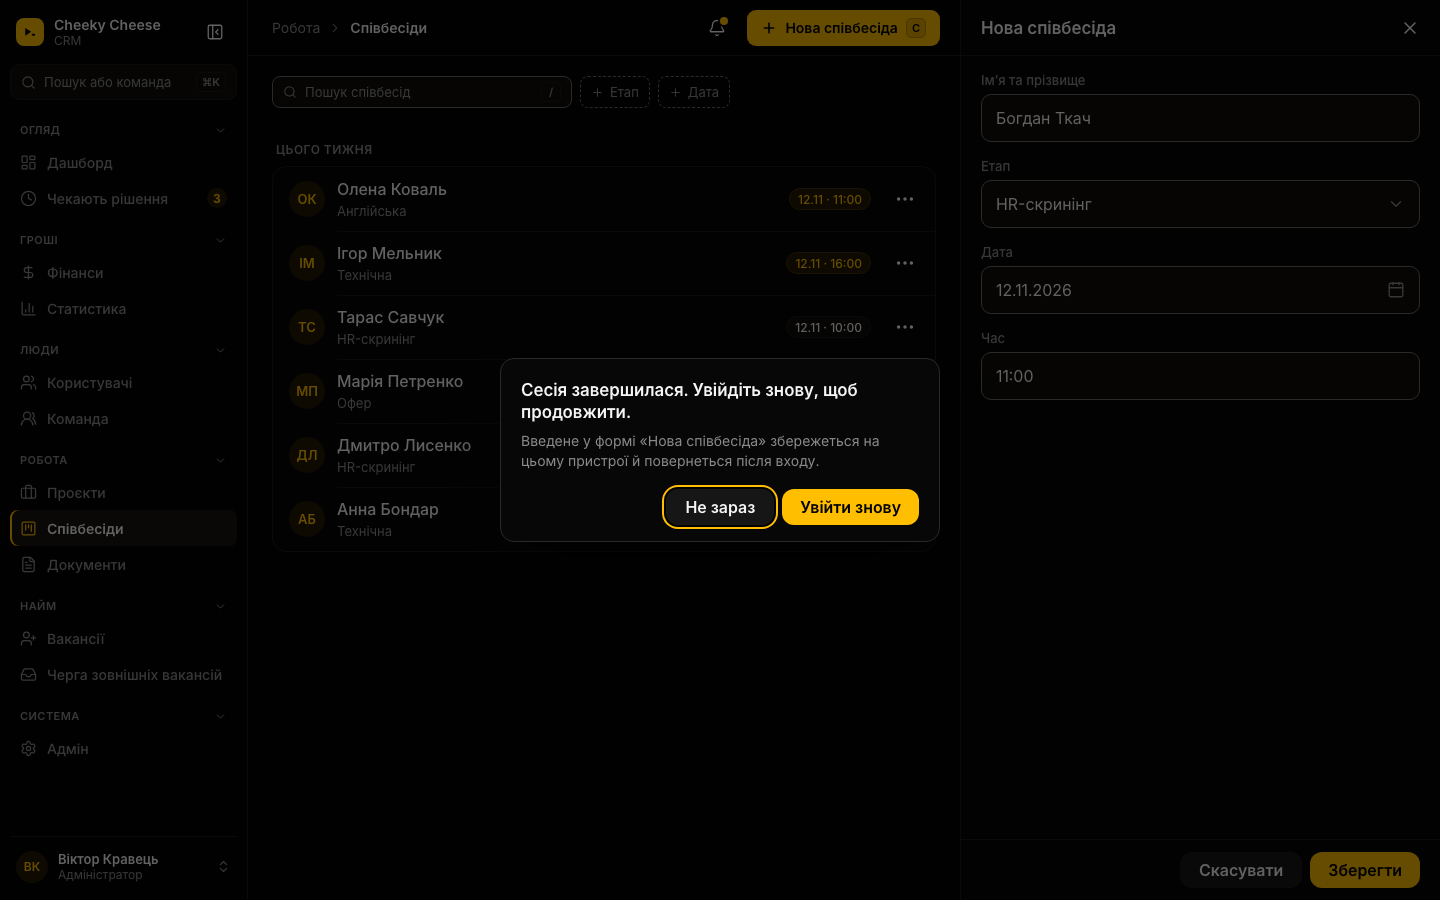 Cheeky Cheese
CRM
Пошук або команда
⌘K
ОГЛЯД
Дашборд
Чекають рішення
3
ГРОШІ
Фінанси
Статистика
ЛЮДИ
Користувачі
Команда
РОБОТА
Проєкти
Співбесіди
Документи
НАЙМ
Вакансії
Черга зовнішніх вакансій
СИСТЕМА
Адмін
ВК
Віктор Кравець
Адміністратор
Робота
Співбесіди
Нова співбесіда
C
Пошук співбесід
/
Етап
Дата
ЦЬОГО ТИЖНЯ
ОК
Олена Коваль
Англійська
12.11 · 11:00
ІМ
Ігор Мельник
Технічна
12.11 · 16:00
ТС
Тарас Савчук
HR-скринінг
12.11 · 10:00
МП
Марія Петренко
Офер
ДЛ
Дмитро Лисенко
HR-скринінг
АБ
Анна Бондар
Технічна
Сесія завершилася. Увійдіть знову, щоб
продовжити.
Введене у формі «Нова співбесіда» збережеться на
цьому пристрої й повернеться після входу.
Не зараз
Увійти знову
Нова співбесіда
Ім'я та прізвище
Богдан Ткач
Етап
HR-скринінг
Дата
12.11.2026
Час
11:00
Скасувати
Зберегти